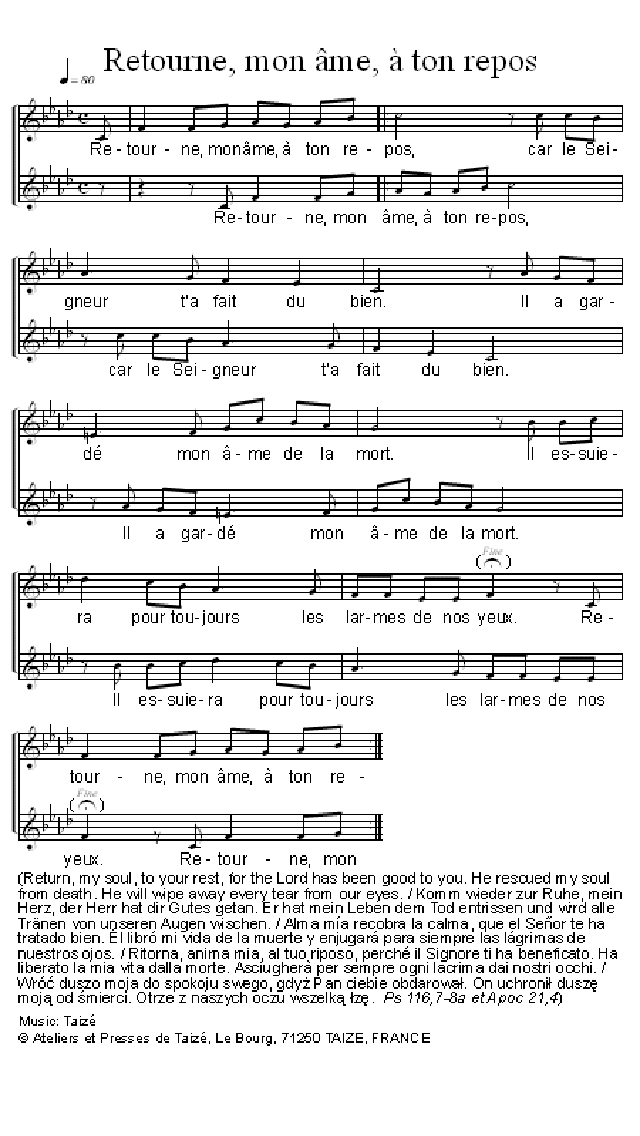 Retourne, mon âme, à ton repos
♩ = 80
Re-tour - ne, mon âme, à ton re - pos, car le Sei-
Re-tour - ne, mon âme, à ton re-pos,
gneur t'a fait du bien. Il a gar-
car le Sei-gneur t'a fait du bien.
dé mon â-me de la mort. Il es-suie-
Il a gar-dé mon â-me de la mort.
(Fine)
ra pour tou-jours les lar-mes de nos yeux. Re-
Il es-suie-ra pour tou-jours les lar-mes de nos
tour - ne, mon âme, à ton re -
(Fine)
yeux. Re-tour - ne, mon
(Return, my soul, to your rest, for the Lord has been good to you. He rescued my soul
from death. He will wipe away every tear from our eyes. / Komm wieder zur Ruhe, mein
Herz, der Herr hat dir Gutes getan. Er hat mein Leben dem Tod entrissen und wird alle
Tränen von unseren Augen wischen. / Alma mía recobra la calma, que el Señor te ha
tratado bien. Él libró mi vida de la muerte y enjugará para siempre las lágrimas de
nuestros ojos. / Ritorna, anima mia, al tuo riposo, perché il Signore ti ha beneficato. Ha
liberato la mia vita dalla morte. Asciugherà per sempre ogni lacrima dai nostri occhi. /
Wróć duszo moja do spokoju swego, gdyż Pan ciebie obdarował. On uchronił duszę
moją od śmierci. Otrze z naszych oczu wszelką łzę. Ps 116,7-8a et Apoc 21,4)
Music: Taizé
© Ateliers et Presses de Taizé, Le Bourg, 71250 TAIZE, FRANCE